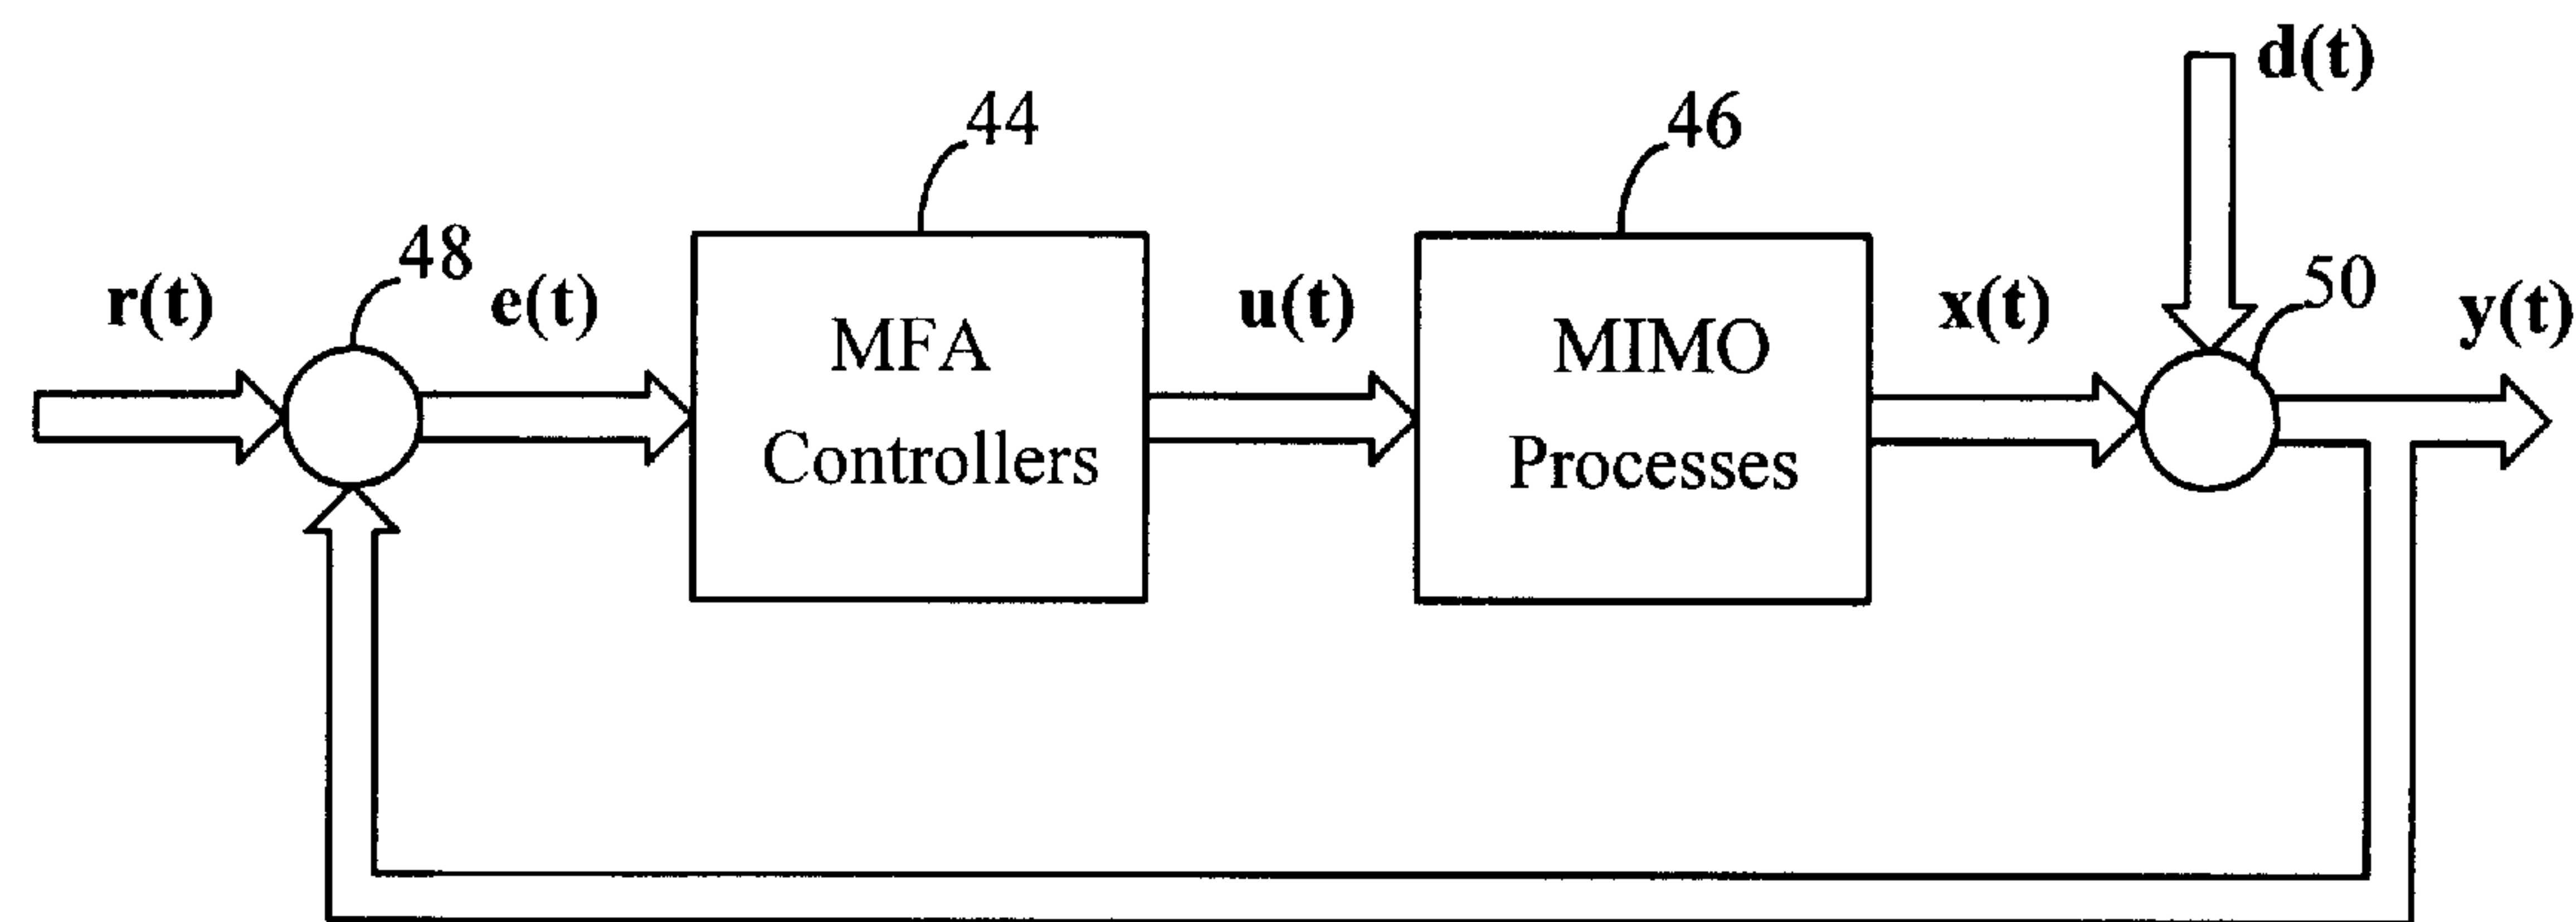 d(t)
44
46
48
50
r(t)
e(t)
u(t)
x(t)
y(t)
MFA
Controllers
MIMO
Processes